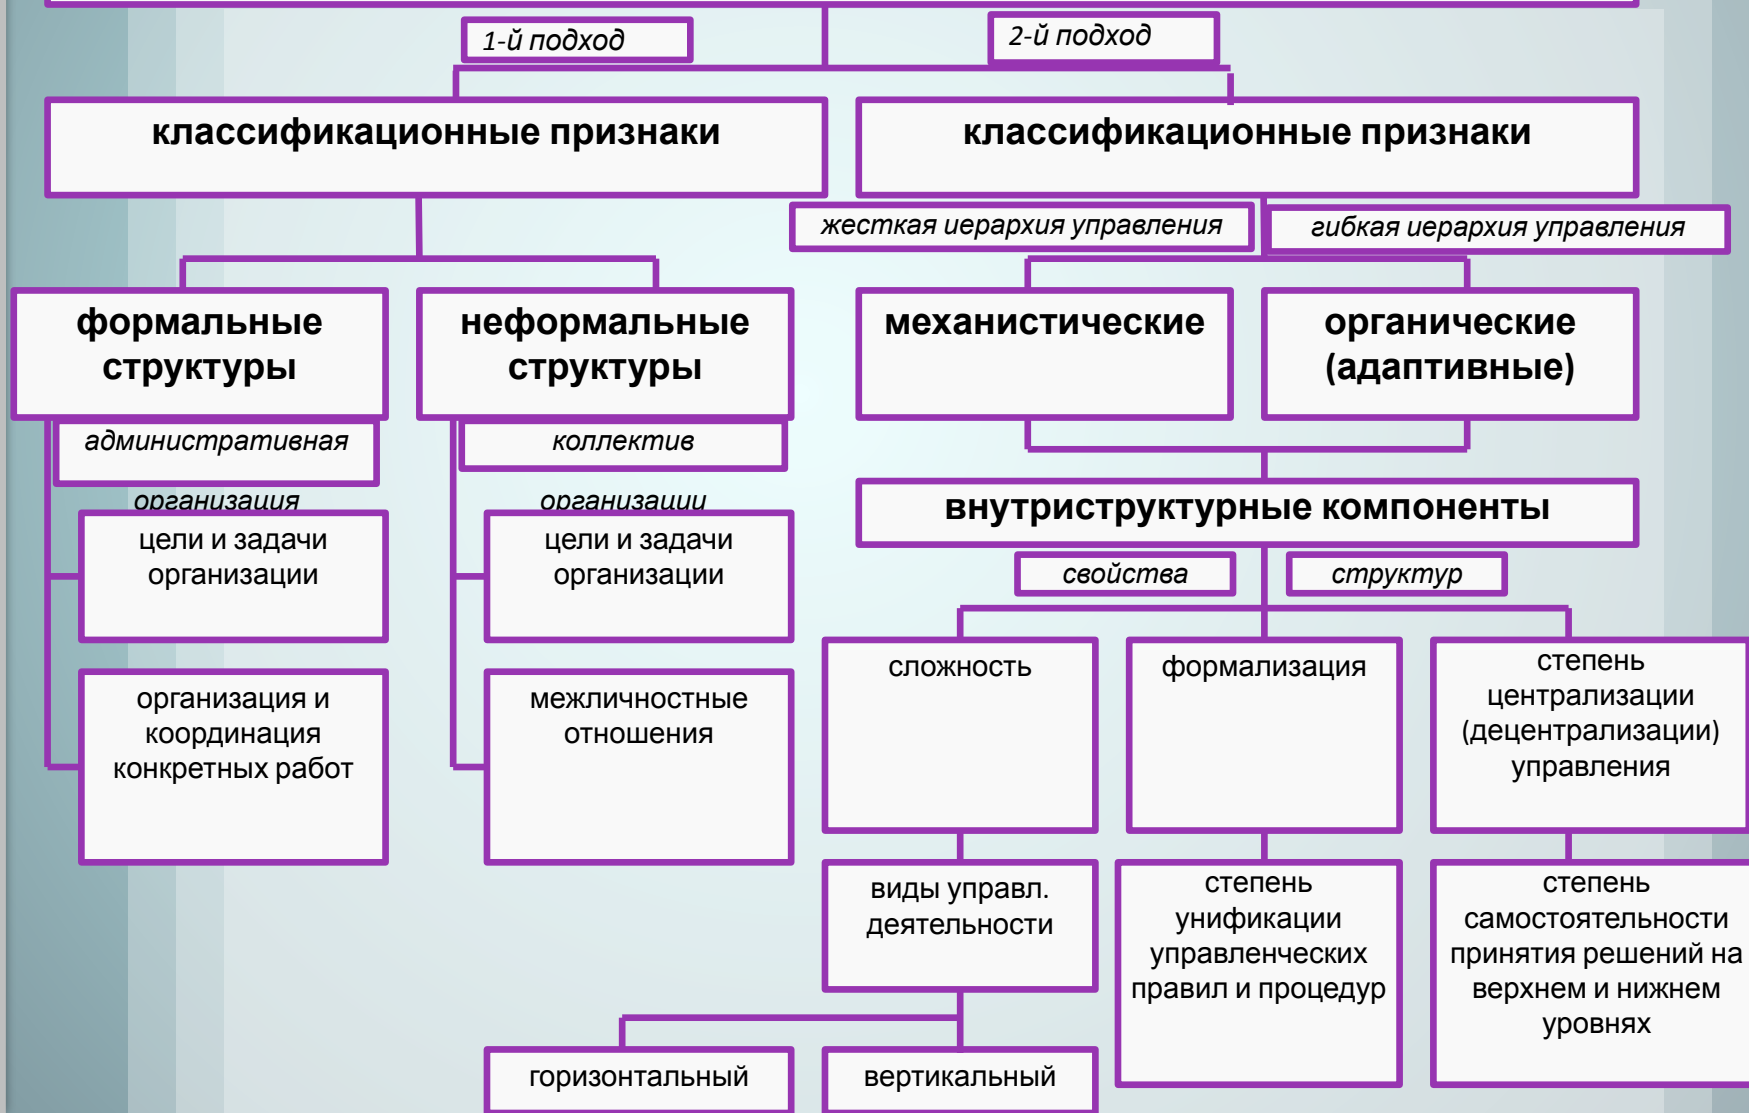 1-й подход
2-й подход
классификационные признаки
классификационные признаки
жесткая иерархия управления
гибкая иерархия управления
формальные
структуры
неформальные
структуры
механистические
органические
(адаптивные)
административная
организация
коллектив
организации
внутриструктурные компоненты
свойства
структур
цели и задачи
организации
цели и задачи
организации
организация и
координация
конкретных работ
межличностные
отношения
сложность
формализация
степень
централизации
(децентрализации)
управления
виды управл.
деятельности
степень
унификации
управленческих
правил и процедур
степень
самостоятельности
принятия решений на
верхнем и нижнем
уровнях
горизонтальный
вертикальный